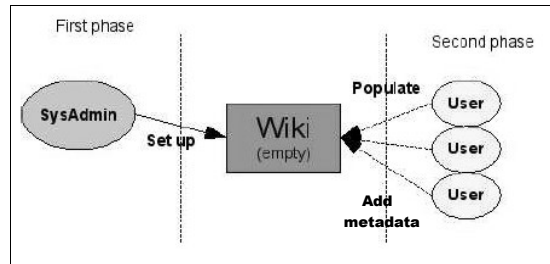 First phase
Second phase
SysAdmin
Set up
Wiki
(empty)
Populate
User
User
User
Add
metadata